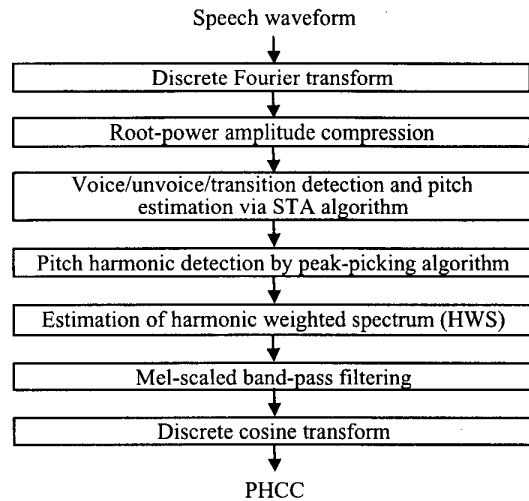 Speech waveform
Discrete Fourier transform
Root-power amplitude compression
Voice/unvoice/transition detection and pitch
estimation via STA algorithm
Pitch harmonic detection by peak-picking algorithm
Estimation of harmonic weighted spectrum (HWS)
Mel-scaled band-pass filtering
Discrete cosine transform
PHCC